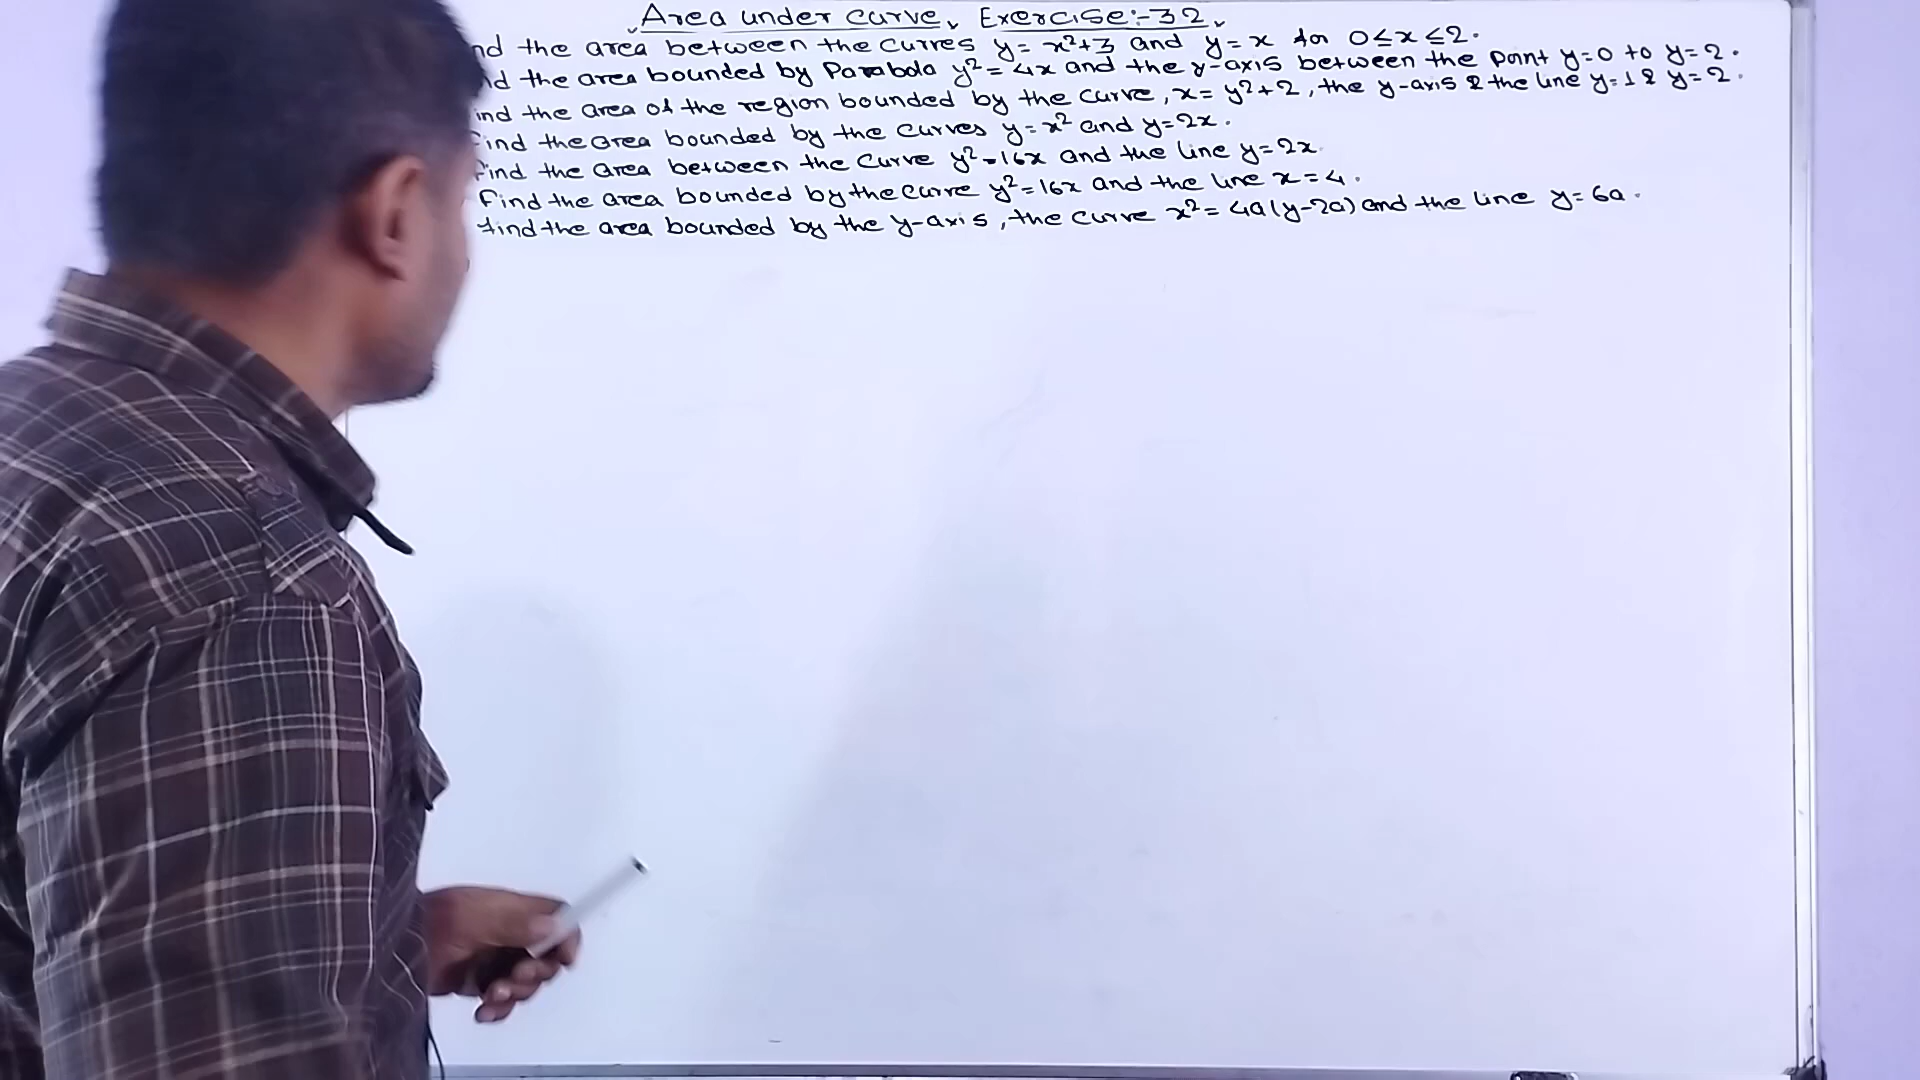 Area under curve, Exercise:-32,
nd the area between the curves y = x²+3 and y = x for 0≤x≤2.
nd the area bounded by Parabola y² = 4x and the y-axis between the point y=0 to y=2.
ind the area of the region bounded by the curve, x = y²+2, the y-axis & the line y=1 & y=2.
find the area bounded by the curves y=x² and y=2x.
find the area between the curve y²=16x and the line y=2x.
find the area bounded by the curve y²=16x and the line x=4.
find the area bounded by the y-axis, the curve x²= 4a(y-2a) and the line y=6a.